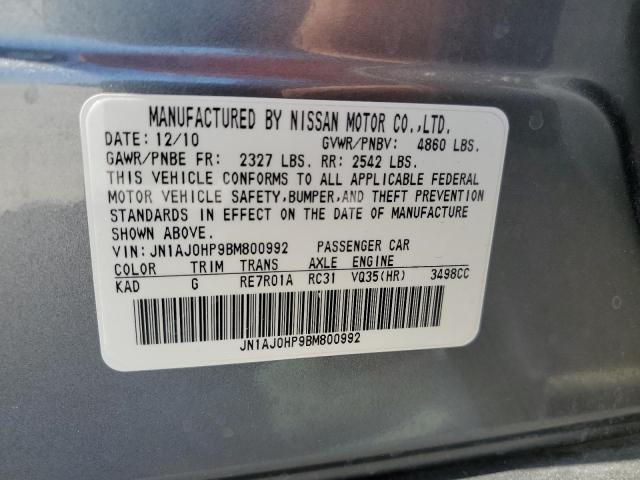 MANUFACTURED BY NISSAN MOTOR CO.,LTD.
DATE: 12/10 GVWR/PNBV: 4860 LBS.
GAWR/PNBE FR: 2327 LBS. RR: 2542 LBS.
THIS VEHICLE CONFORMS TO ALL APPLICABLE FEDERAL
MOTOR VEHICLE SAFETY,BUMPER,AND THEFT PREVENTION
STANDARDS IN EFFECT ON THE DATE OF MANUFACTURE
SHOWN ABOVE.
VIN: JN1AJ0HP9BM800992 PASSENGER CAR
COLOR TRIM TRANS AXLE ENGINE
KAD G RE7R01A RC31 VQ35(HR) 3498CC
JN1AJ0HP9BM800992